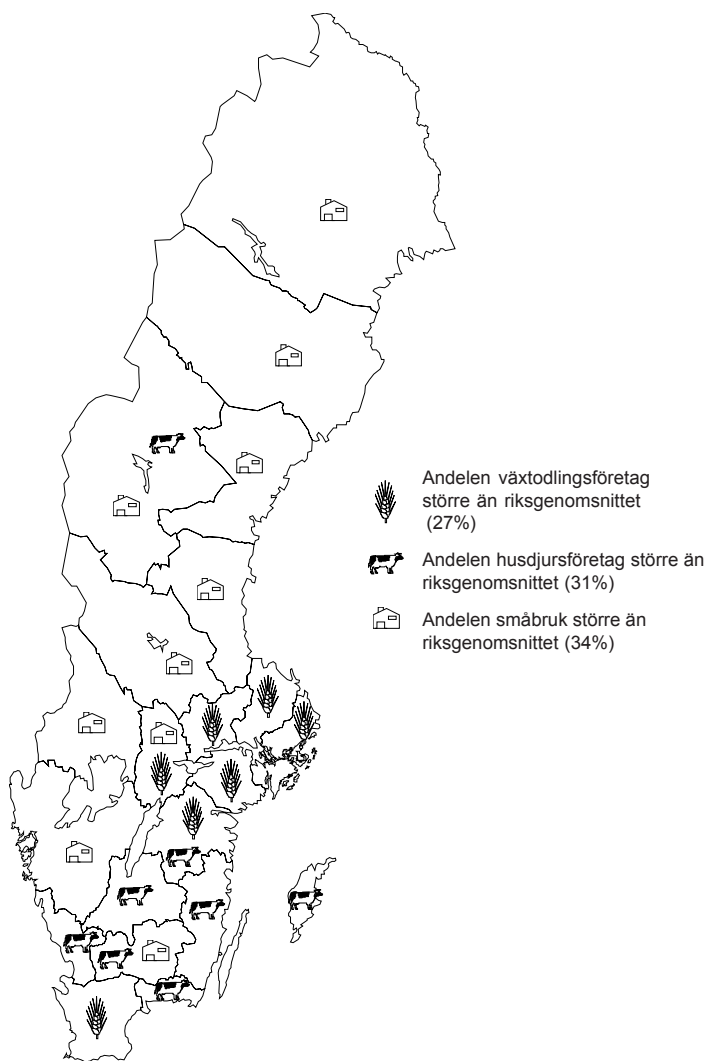 Andelen växtodlingsföretag
större än riksgenomsnittet
(27%)
Andelen husdjursföretag större än
riksgenomsnittet (31%)
Andelen småbruk större än
riksgenomsnittet (34%)